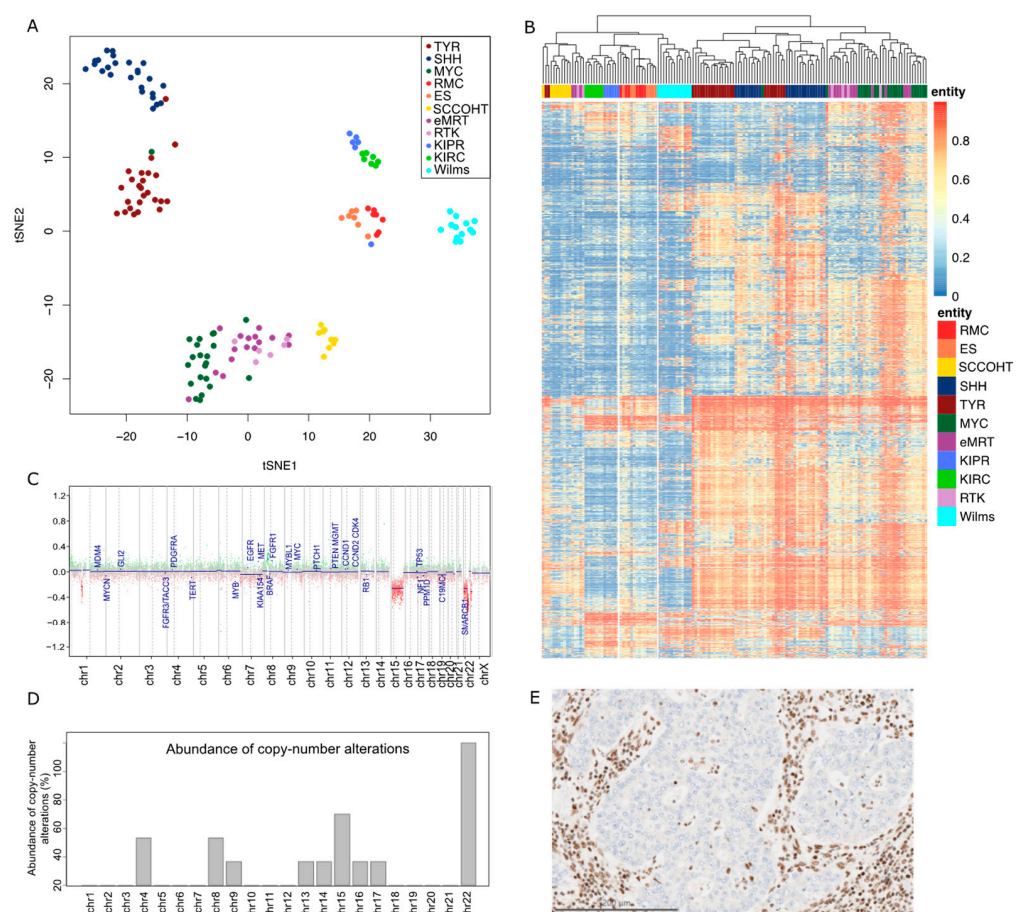 A
TYR
SHH
MYC
RMC
ES
SCCOHT
eMRT
RTK
KIPR
KIRC
Wilms
tSNE2
20
10
0
−10
−20
−20
−10
0
10
20
30
tSNE1
B
entity
0.8
0.6
0.4
0.2
0
entity
RMC
ES
SCCOHT
SHH
TYR
MYC
eMRT
KIPR
KIRC
RTK
Wilms
C
1.2
0.8
0.4
0.0
−0.4
−0.8
−1.2
MDM4
MYCN
GLI2
FGFR3/TACC3
PDGFRA
TERT
MYB
EGFR
KIAA154
MET
BRAF
FGFR1
MYBL1
MYC
PTCH1
PTEN MGMT
CCND1
CCND2 CDK4
RB1
TP53
NF1
PPM1D
C19MC
SMARCB1
chr1
chr2
chr3
chr4
chr5
chr6
chr7
chr8
chr9
chr10
chr11
chr12
chr13
chr14
chr15
chr16
chr17
chr18
chr19
chr20
chr21
chr22
chrX
D
Abundance of copy-number alterations
Abundance of copy-number
alterations (%)
100
80
60
40
20
chr1
chr2
chr3
chr4
chr5
chr6
chr7
chr8
chr9
chr10
chr11
chr12
chr13
chr14
chr15
chr16
chr17
chr18
chr19
chr20
chr21
chr22
E